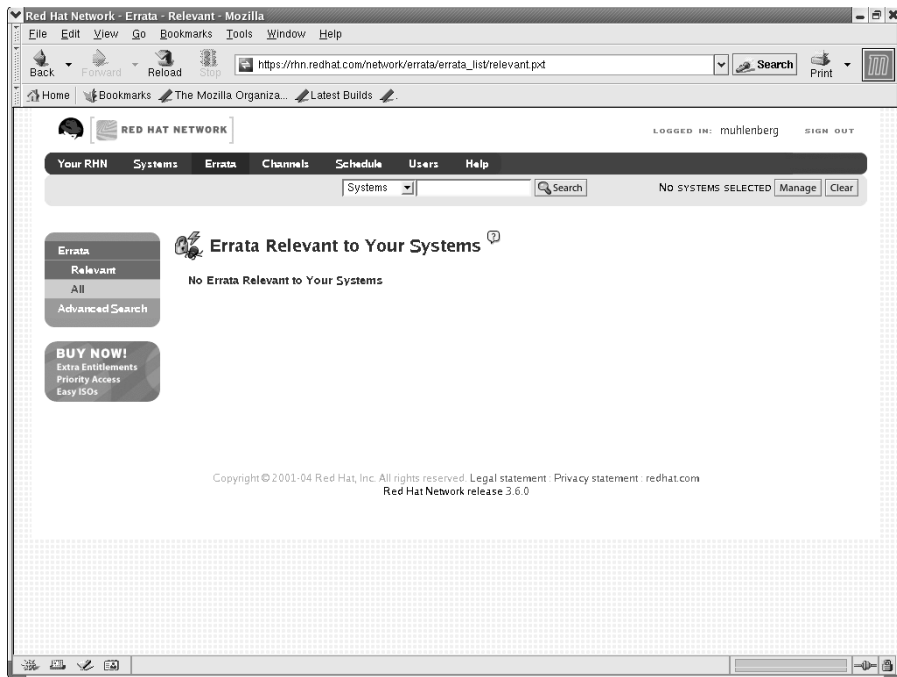 Red Hat Network - Errata - Relevant - Mozilla
File Edit View Go Bookmarks Tools Window Help
Back Forward Reload Stop https://rhn.redhat.com/network/errata/errata_list/relevant.pxt Search Print
Home Bookmarks The Mozilla Organiza... Latest Builds
RED HAT NETWORK LOGGED IN: muhlenberg SIGN OUT
Your RHN Systems Errata Channels Schedule Users Help
Systems Search NO SYSTEMS SELECTED Manage Clear
Errata
Relevant
All
Advanced Search
Errata Relevant to Your Systems ?
No Errata Relevant to Your Systems
BUY NOW!
Extra Entitlements
Priority Access
Easy ISOs
Copyright © 2001-04 Red Hat, Inc. All rights reserved. Legal statement : Privacy statement : redhat.com
Red Hat Network release 3.6.0